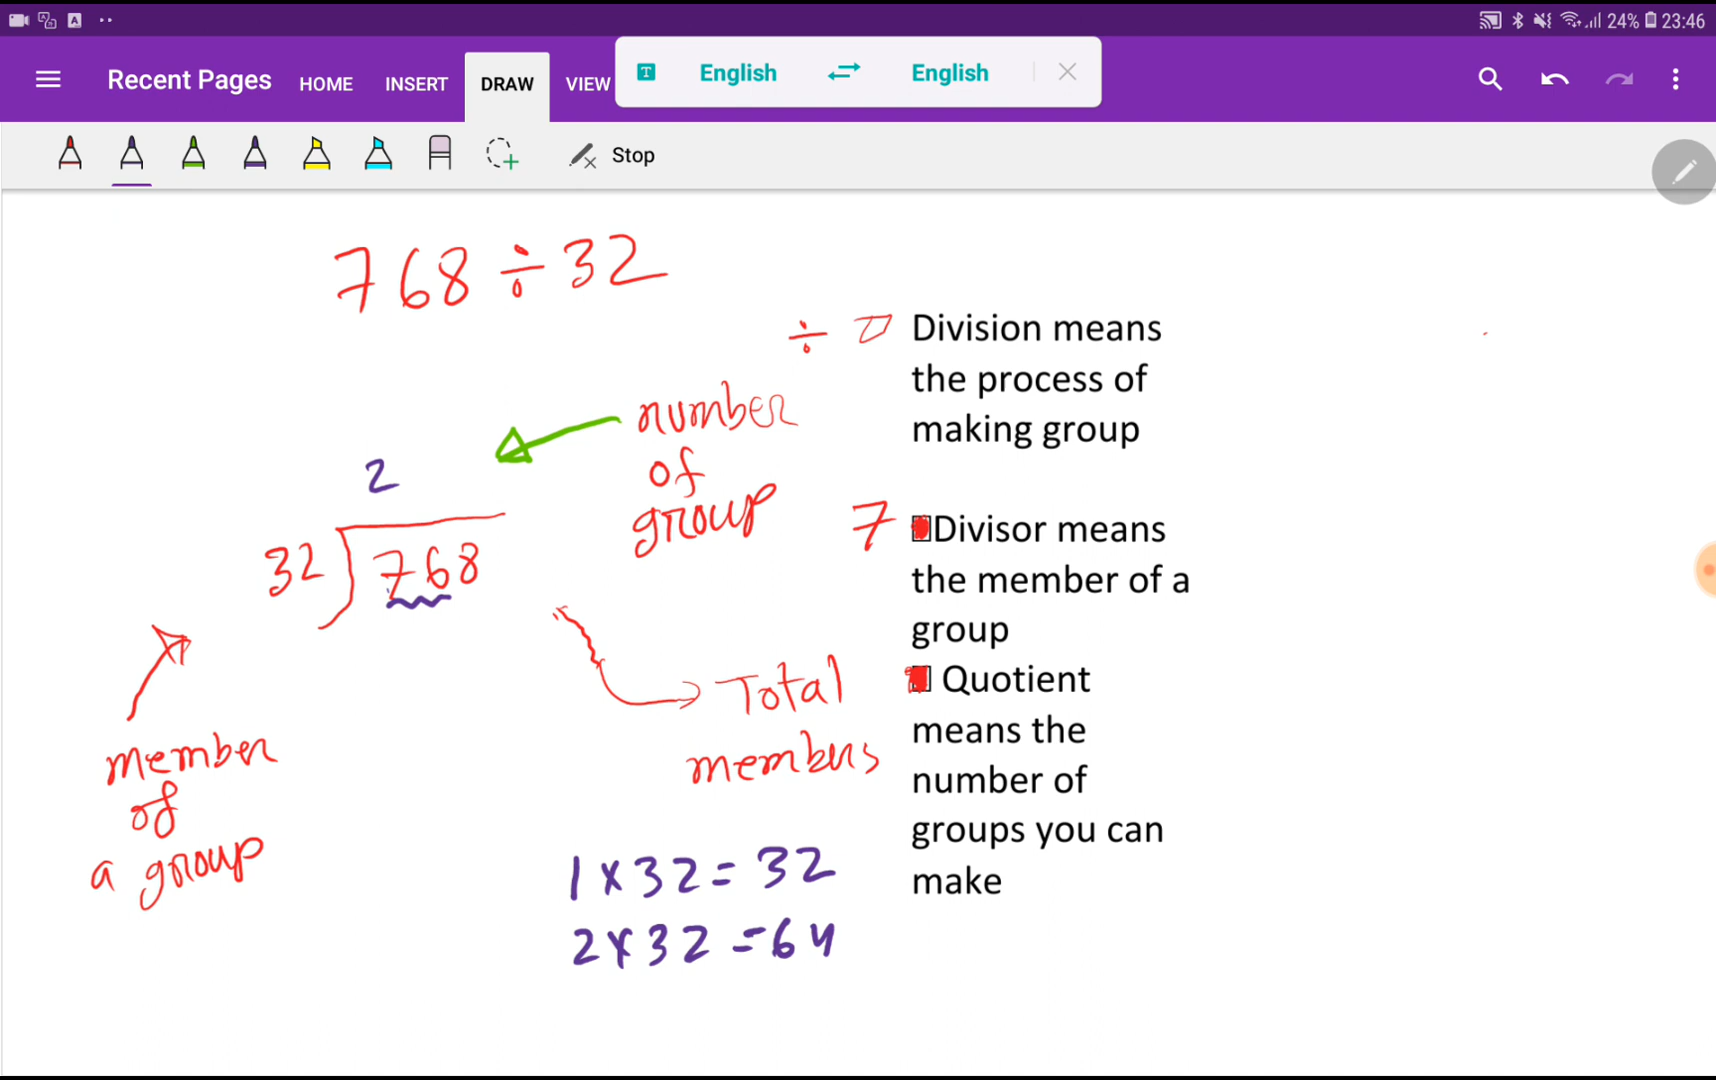 24% 23:46
Recent Pages HOME INSERT DRAW VIEW
English English
Stop
768 ÷ 32
÷ Division means
the process of
making group
number
of
group
2
32 768
7 Divisor means
the member of a
group
Quotient
means the
number of
groups you can
make
Total
members
member
of
a group
1 x 32 = 32
2 x 32 = 64